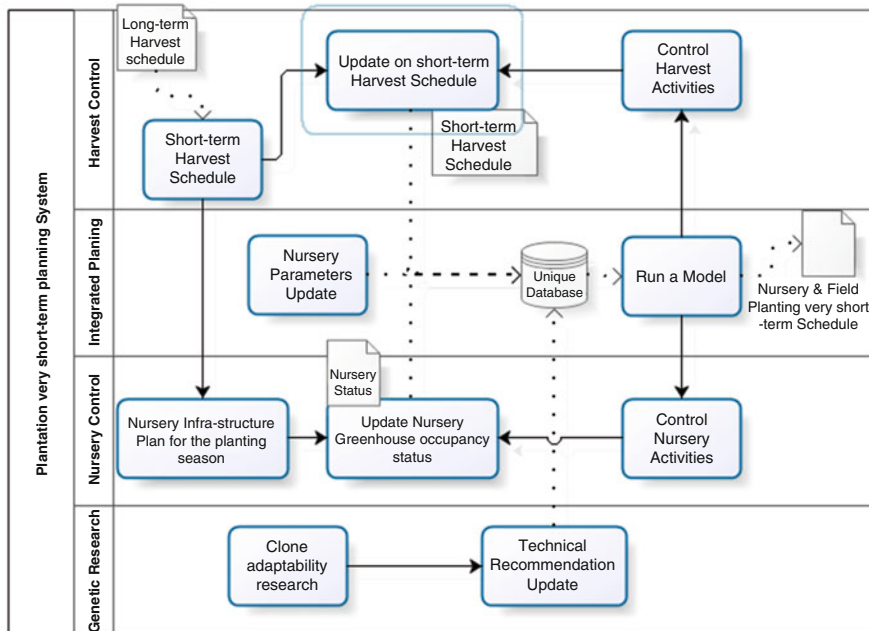 Plantation very short-term planning System
Harvest Control
Long-term
Harvest
schedule
Short-term
Harvest
Schedule
Update on short-term
Harvest Schedule
Short-term
Harvest
Schedule
Control
Harvest
Activities
Integrated Planing
Nursery
Parameters
Update
Unique
Database
Run a Model
Nursery & Field
Planting very short
-term Schedule
Nursery Control
Nursery Infra-structure
Plan for the planting
season
Nursery
Status
Update Nursery
Greenhouse occupancy
status
Control
Nursery
Activities
Genetic Research
Clone
adaptability
research
Technical
Recommendation
Update